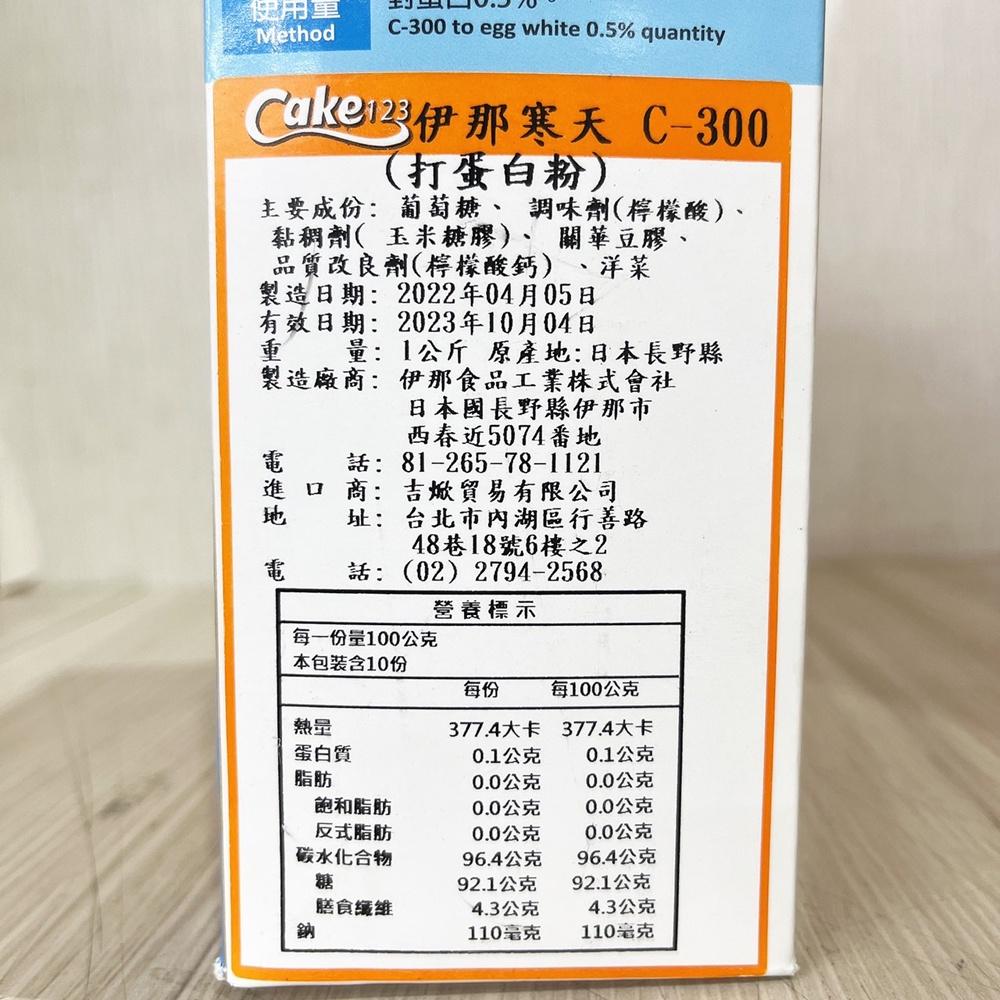 使用量
Method
對蛋白0.5%。
C-300 to egg white 0.5% quantity
Cake123 伊那寒天 C-300
(打蛋白粉)
主要成份: 葡萄糖、 調味劑(檸檬酸)、
黏稠劑( 玉米糖膠)、 關華豆膠、
品質改良劑(檸檬酸鈣) 、洋菜
製造日期: 2022年04月05日
有效日期: 2023年10月04日
重 量: 1公斤 原產地:日本長野縣
製造廠商: 伊那食品工業株式會社
日本國長野縣伊那市
西春近5074番地
電 話: 81-265-78-1121
進口商: 吉焮貿易有限公司
地 址: 台北市內湖區行善路
48巷18號6樓之2
電 話: (02) 2794-2568
營養標示
每一份量100公克
本包裝含10份
每份 每100公克
熱量 377.4大卡 377.4大卡
蛋白質 0.1公克 0.1公克
脂肪 0.0公克 0.0公克
飽和脂肪 0.0公克 0.0公克
反式脂肪 0.0公克 0.0公克
碳水化合物 96.4公克 96.4公克
糖 92.1公克 92.1公克
膳食纖維 4.3公克 4.3公克
鈉 110毫克 110毫克